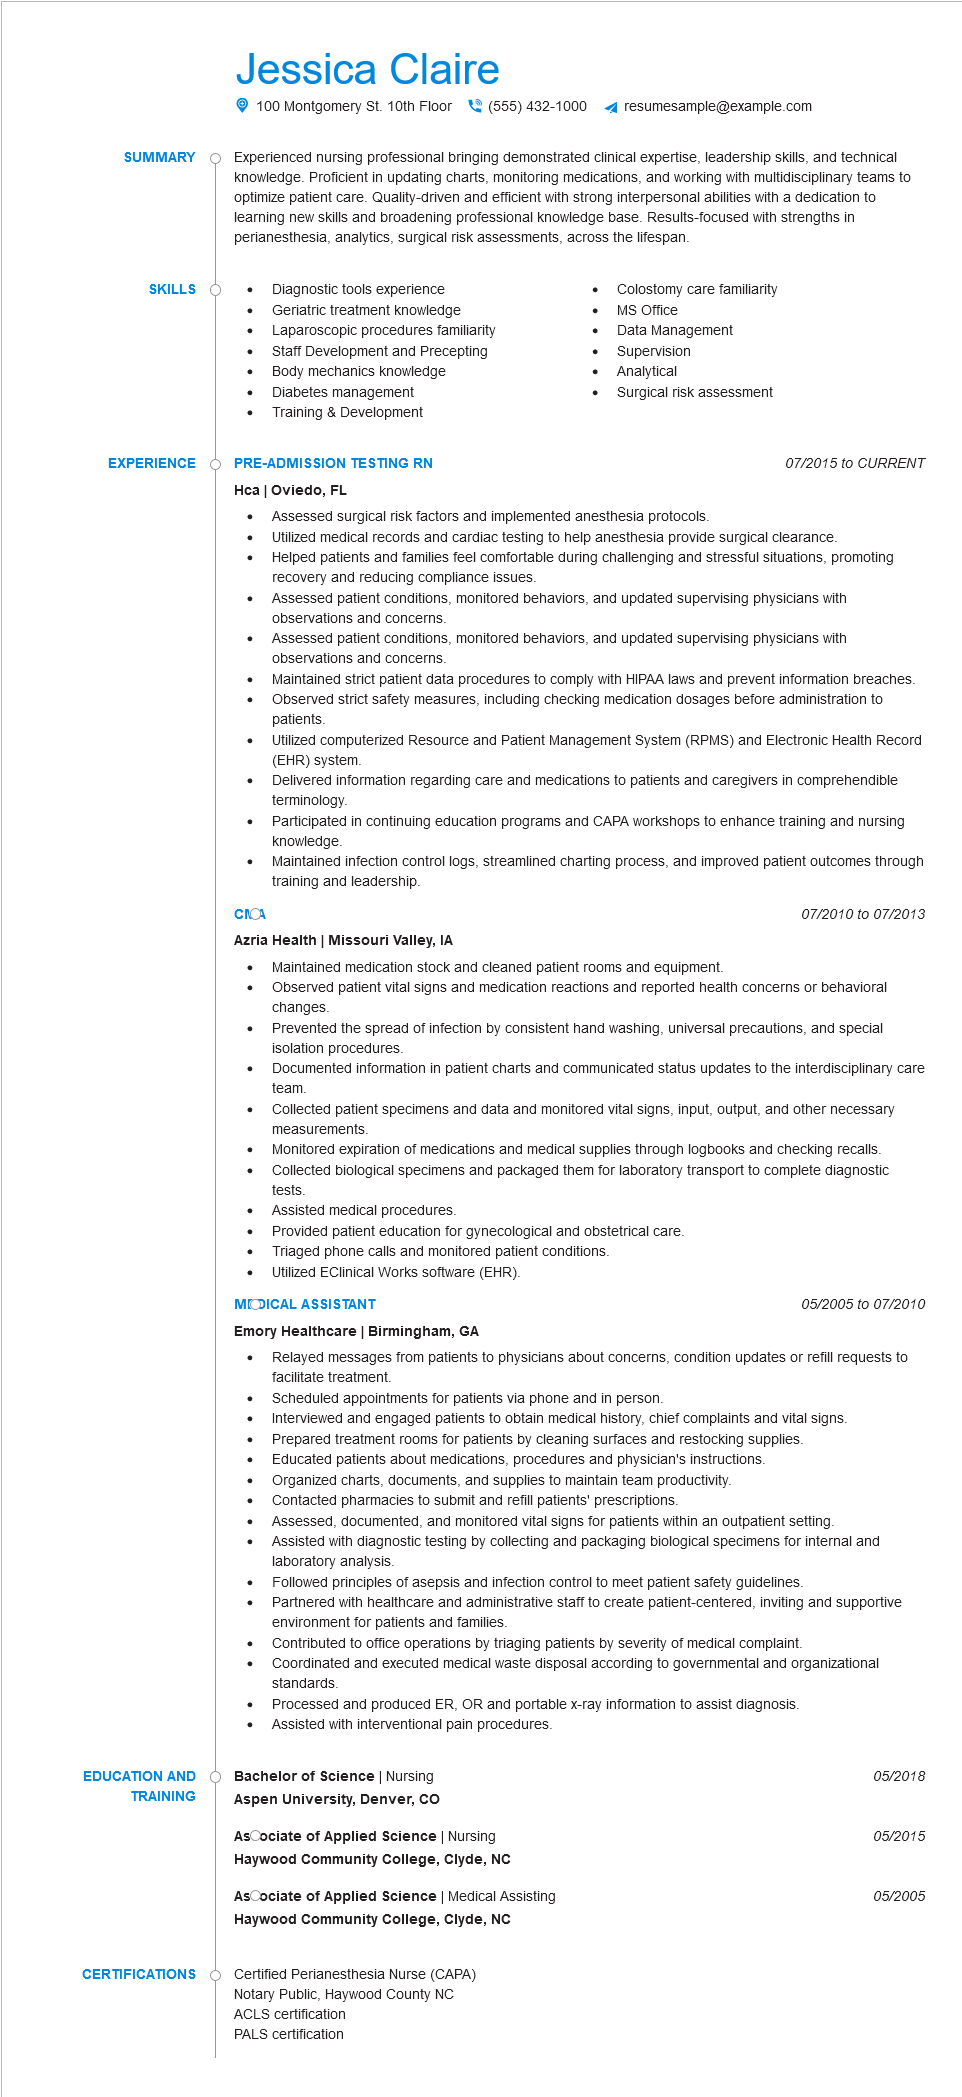 Jessica Claire
100 Montgomery St. 10th Floor (555) 432-1000 resumesample@example.com
SUMMARY
Experienced nursing professional bringing demonstrated clinical expertise, leadership skills, and technical
knowledge. Proficient in updating charts, monitoring medications, and working with multidisciplinary teams to
optimize patient care. Quality-driven and efficient with strong interpersonal abilities with a dedication to
learning new skills and broadening professional knowledge base. Results-focused with strengths in
perianesthesia, analytics, surgical risk assessments, across the lifespan.
SKILLS
• Diagnostic tools experience
• Geriatric treatment knowledge
• Laparoscopic procedures familiarity
• Staff Development and Precepting
• Body mechanics knowledge
• Diabetes management
• Training & Development
• Colostomy care familiarity
• MS Office
• Data Management
• Supervision
• Analytical
• Surgical risk assessment
EXPERIENCE
PRE-ADMISSION TESTING RN 07/2015 to CURRENT
Hca | Oviedo, FL
• Assessed surgical risk factors and implemented anesthesia protocols.
• Utilized medical records and cardiac testing to help anesthesia provide surgical clearance.
• Helped patients and families feel comfortable during challenging and stressful situations, promoting
recovery and reducing compliance issues.
• Assessed patient conditions, monitored behaviors, and updated supervising physicians with
observations and concerns.
• Assessed patient conditions, monitored behaviors, and updated supervising physicians with
observations and concerns.
• Maintained strict patient data procedures to comply with HIPAA laws and prevent information breaches.
• Observed strict safety measures, including checking medication dosages before administration to
patients.
• Utilized computerized Resource and Patient Management System (RPMS) and Electronic Health Record
(EHR) system.
• Delivered information regarding care and medications to patients and caregivers in comprehendible
terminology.
• Participated in continuing education programs and CAPA workshops to enhance training and nursing
knowledge.
• Maintained infection control logs, streamlined charting process, and improved patient outcomes through
training and leadership.
CMA 07/2010 to 07/2013
Azria Health | Missouri Valley, IA
• Maintained medication stock and cleaned patient rooms and equipment.
• Observed patient vital signs and medication reactions and reported health concerns or behavioral
changes.
• Prevented the spread of infection by consistent hand washing, universal precautions, and special
isolation procedures.
• Documented information in patient charts and communicated status updates to the interdisciplinary care
team.
• Collected patient specimens and data and monitored vital signs, input, output, and other necessary
measurements.
• Monitored expiration of medications and medical supplies through logbooks and checking recalls.
• Collected biological specimens and packaged them for laboratory transport to complete diagnostic
tests.
• Assisted medical procedures.
• Provided patient education for gynecological and obstetrical care.
• Triaged phone calls and monitored patient conditions.
• Utilized EClinical Works software (EHR).
MEDICAL ASSISTANT 05/2005 to 07/2010
Emory Healthcare | Birmingham, GA
• Relayed messages from patients to physicians about concerns, condition updates or refill requests to
facilitate treatment.
• Scheduled appointments for patients via phone and in person.
• Interviewed and engaged patients to obtain medical history, chief complaints and vital signs.
• Prepared treatment rooms for patients by cleaning surfaces and restocking supplies.
• Educated patients about medications, procedures and physician's instructions.
• Organized charts, documents, and supplies to maintain team productivity.
• Contacted pharmacies to submit and refill patients' prescriptions.
• Assessed, documented, and monitored vital signs for patients within an outpatient setting.
• Assisted with diagnostic testing by collecting and packaging biological specimens for internal and
laboratory analysis.
• Followed principles of asepsis and infection control to meet patient safety guidelines.
• Partnered with healthcare and administrative staff to create patient-centered, inviting and supportive
environment for patients and families.
• Contributed to office operations by triaging patients by severity of medical complaint.
• Coordinated and executed medical waste disposal according to governmental and organizational
standards.
• Processed and produced ER, OR and portable x-ray information to assist diagnosis.
• Assisted with interventional pain procedures.
EDUCATION AND
TRAINING
Bachelor of Science | Nursing 05/2018
Aspen University, Denver, CO
Associate of Applied Science | Nursing 05/2015
Haywood Community College, Clyde, NC
Associate of Applied Science | Medical Assisting 05/2005
Haywood Community College, Clyde, NC
CERTIFICATIONS
Certified Perianesthesia Nurse (CAPA)
Notary Public, Haywood County NC
ACLS certification
PALS certification